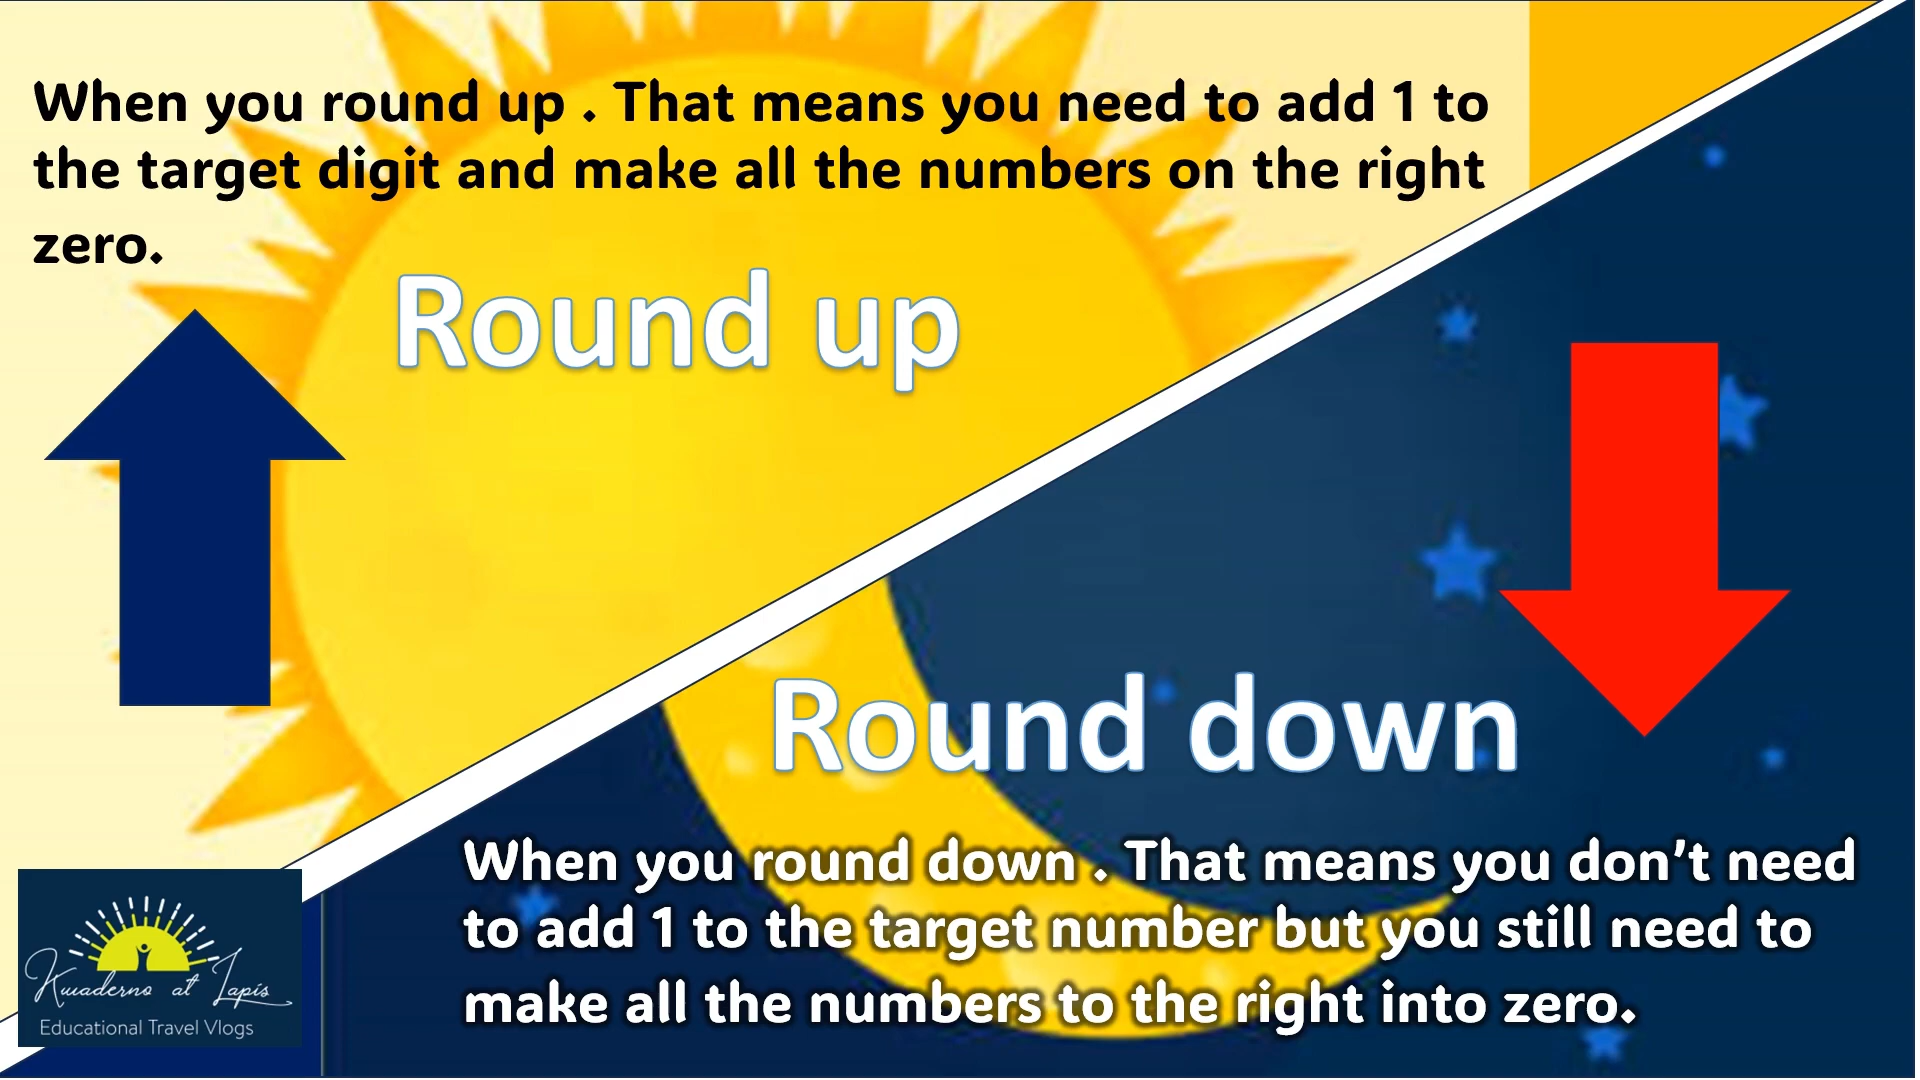 When you round up . That means you need to add 1 to
the target digit and make all the numbers on the right
zero.
Round up
Round down
When you round down . That means you don't need
to add 1 to the target number but you still need to
make all the numbers to the right into zero.
Kwaderno at Lapis
Educational Travel Vlogs